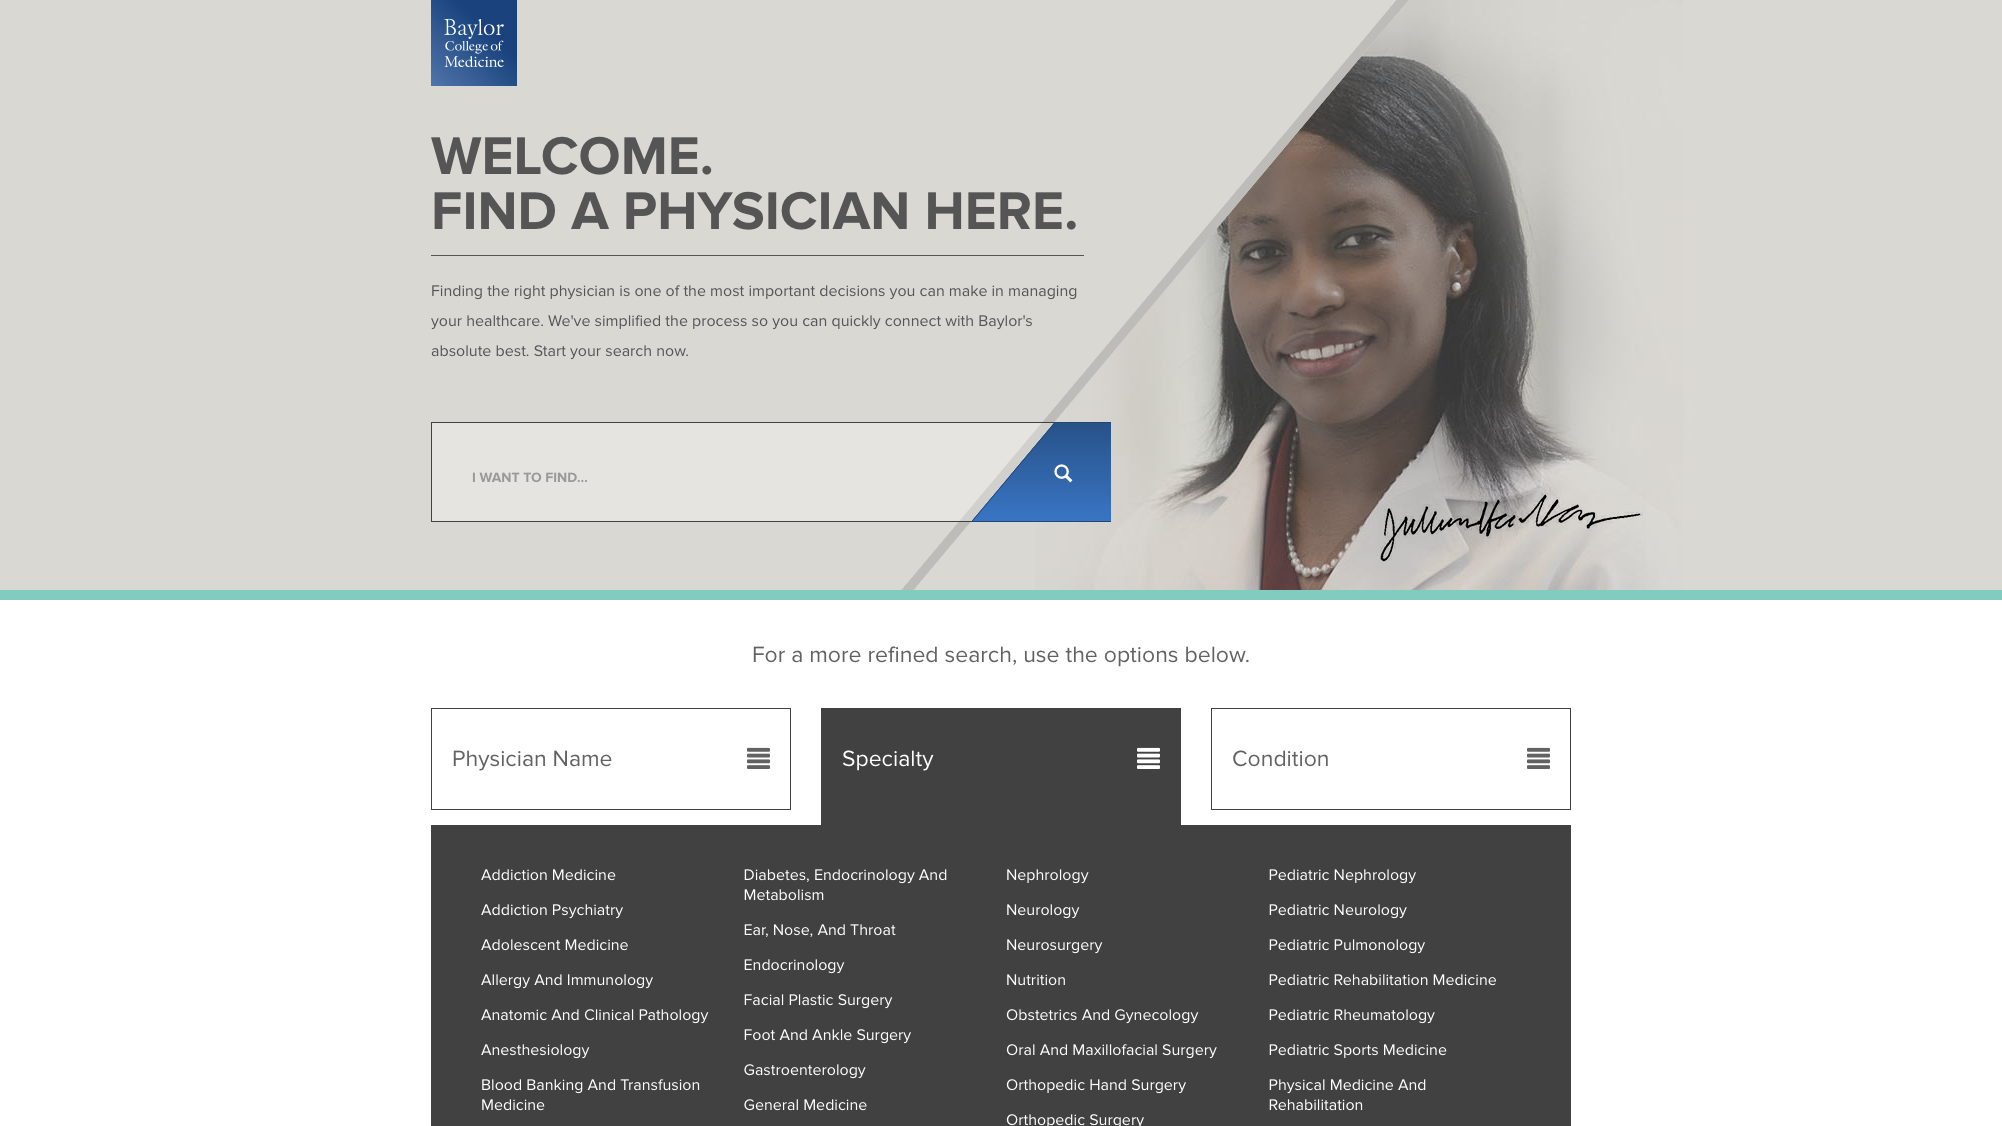 Baylor
College of
Medicine
WELCOME.
FIND A PHYSICIAN HERE.
Finding the right physician is one of the most important decisions you can make in managing
your healthcare. We've simplified the process so you can quickly connect with Baylor's
absolute best. Start your search now.
I WANT TO FIND...
For a more refined search, use the options below.
Physician Name
Specialty
Condition
Addiction Medicine
Addiction Psychiatry
Adolescent Medicine
Allergy And Immunology
Anatomic And Clinical Pathology
Anesthesiology
Blood Banking And Transfusion
Medicine
Diabetes, Endocrinology And
Metabolism
Ear, Nose, And Throat
Endocrinology
Facial Plastic Surgery
Foot And Ankle Surgery
Gastroenterology
General Medicine
Nephrology
Neurology
Neurosurgery
Nutrition
Obstetrics And Gynecology
Oral And Maxillofacial Surgery
Orthopedic Hand Surgery
Orthopedic Surgery
Pediatric Nephrology
Pediatric Neurology
Pediatric Pulmonology
Pediatric Rehabilitation Medicine
Pediatric Rheumatology
Pediatric Sports Medicine
Physical Medicine And
Rehabilitation